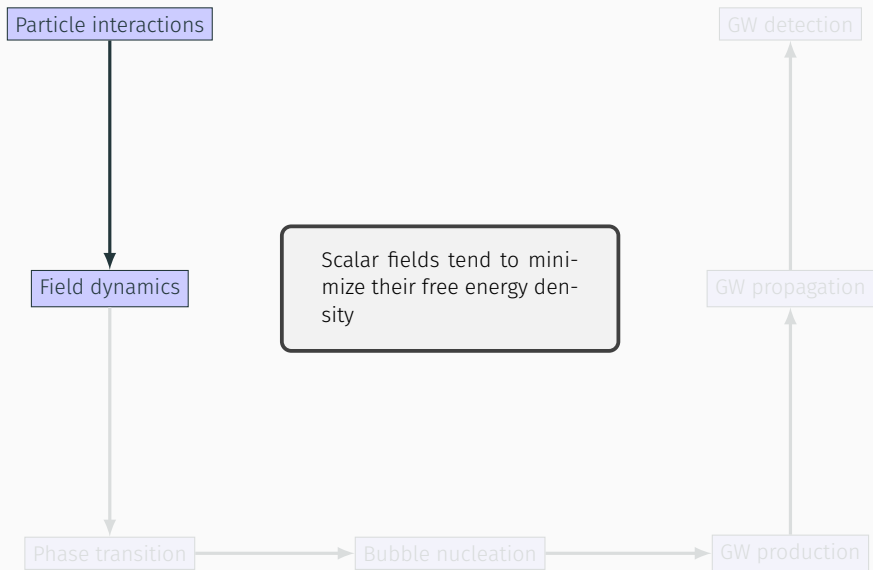 Particle interactions
GW detection
Scalar fields tend to mini-
mize their free energy den-
sity
Field dynamics
GW propagation
Phase transition
Bubble nucleation
GW production